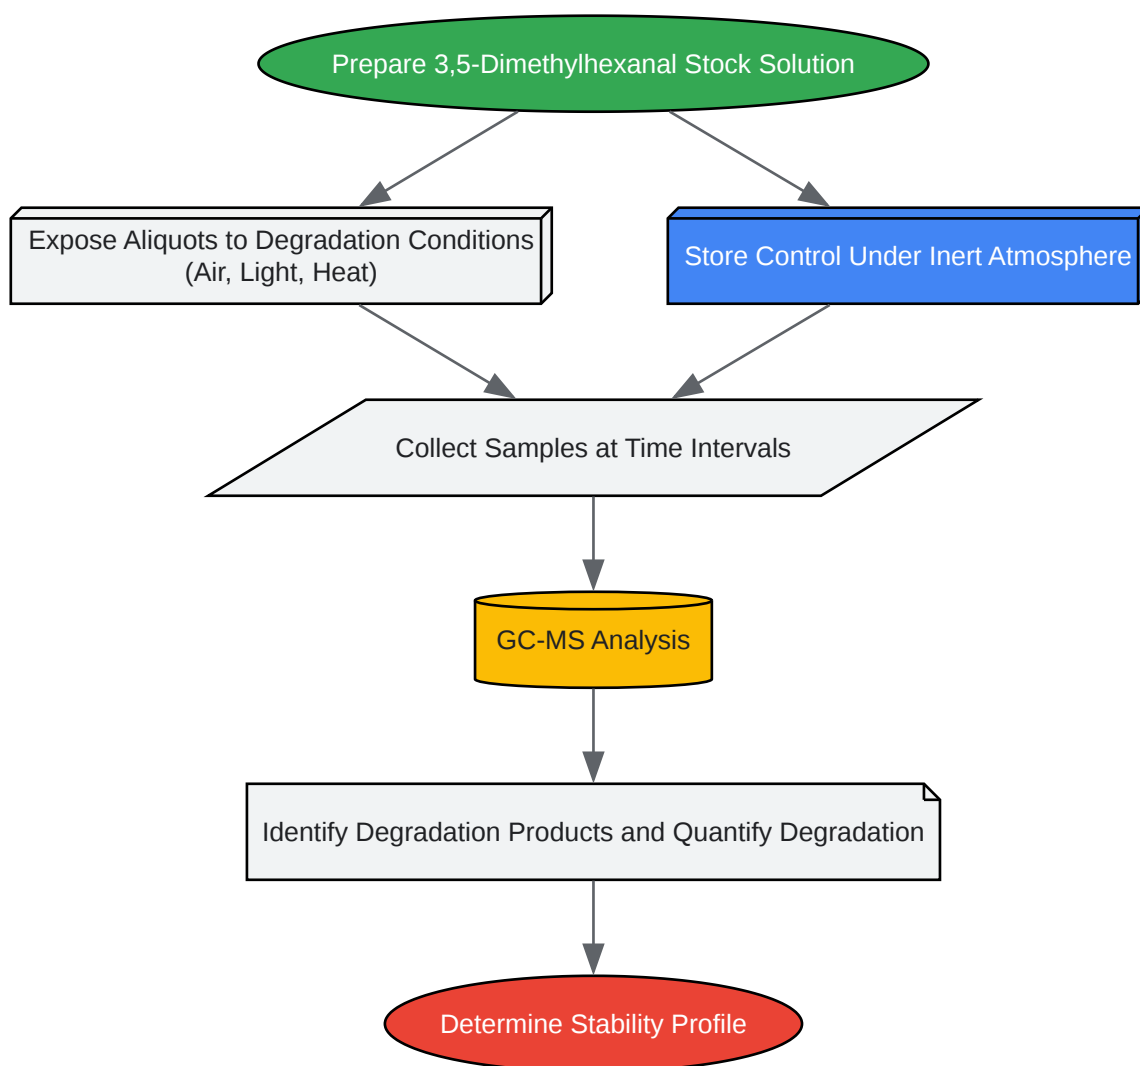 Prepare 3,5-Dimethylhexanal Stock Solution
Expose Aliquots to Degradation Conditions
(Air, Light, Heat)
Store Control Under Inert Atmosphere
Collect Samples at Time Intervals
GC-MS Analysis
Identify Degradation Products and Quantify Degradation
Determine Stability Profile